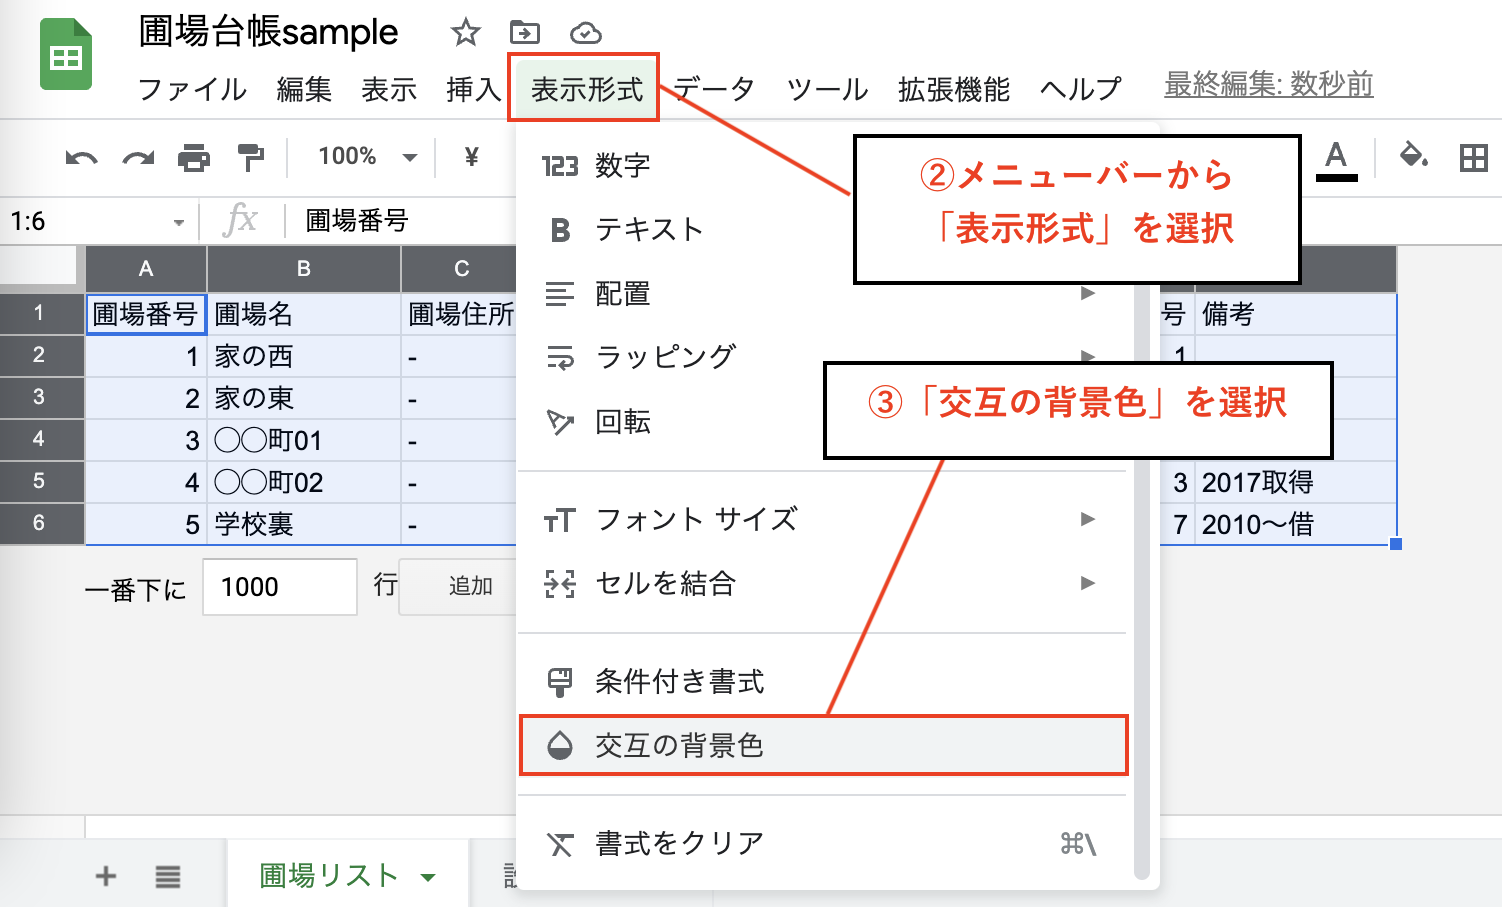 圃場台帳sample
ファイル 編集 表示 挿入 表示形式 データ ツール 拡張機能 ヘルプ 最終編集: 数秒前
100% ¥ A
②メニューバーから
「表示形式」を選択
1:6 fx 圃場番号
123 数字
B テキスト
配置
ラッピング
回転
③「交互の背景色」を選択
フォント サイズ
セルを結合
条件付き書式
交互の背景色
書式をクリア ⌘\
A B C
1 圃場番号 圃場名 圃場住所 号 備考
2 1 家の西 - 1
3 2 家の東 -
4 3 ◯◯町01 -
5 4 ◯◯町02 - 3 2017取得
6 5 学校裏 - 7 2010〜借
一番下に 1000 行 追加
+ 圃場リスト